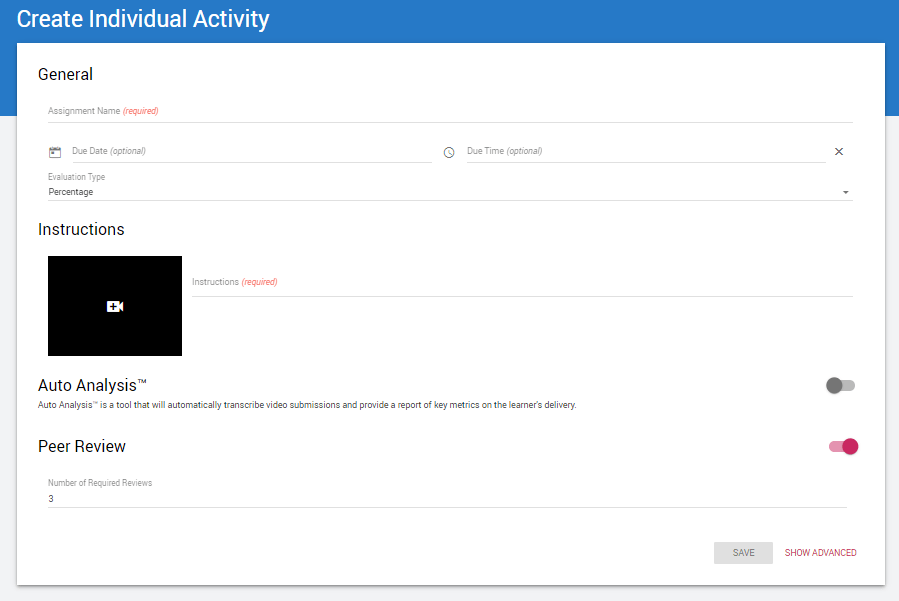 Create Individual Activity
General
Assignment Name (required)
Due Date (optional) Due Time (optional)
Evaluation Type
Percentage
Instructions
Instructions (required)
Auto Analysis™
Auto Analysis™ is a tool that will automatically transcribe video submissions and provide a report of key metrics on the learner's delivery.
Peer Review
Number of Required Reviews
3
SAVE SHOW ADVANCED